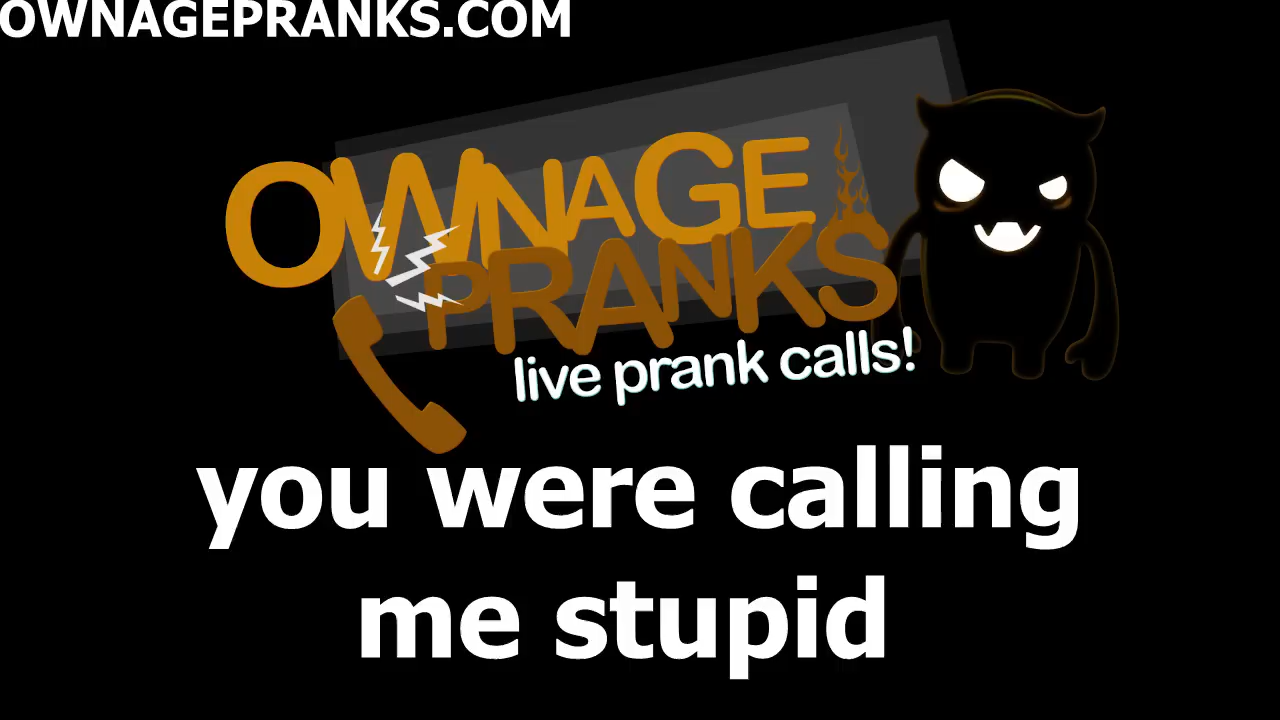 OWNAGEPRANKS.COM
OWNAGE
PRANKS
live prank calls!
you were calling
me stupid